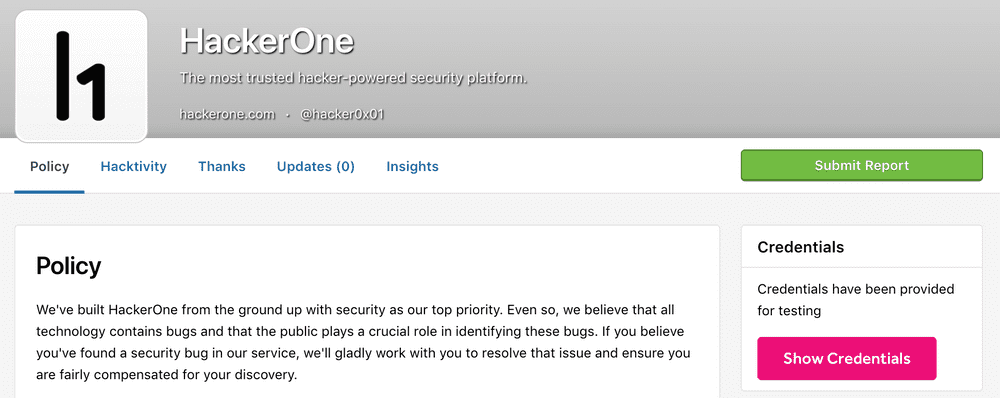 h1
HackerOne
The most trusted hacker-powered security platform.
hackerone.com · @hacker0x01
Policy Hacktivity Thanks Updates (0) Insights Submit Report
Policy
We've built HackerOne from the ground up with security as our top priority. Even so, we believe that all
technology contains bugs and that the public plays a crucial role in identifying these bugs. If you believe
you've found a security bug in our service, we'll gladly work with you to resolve that issue and ensure you
are fairly compensated for your discovery.
Credentials
Credentials have been provided
for testing
Show Credentials